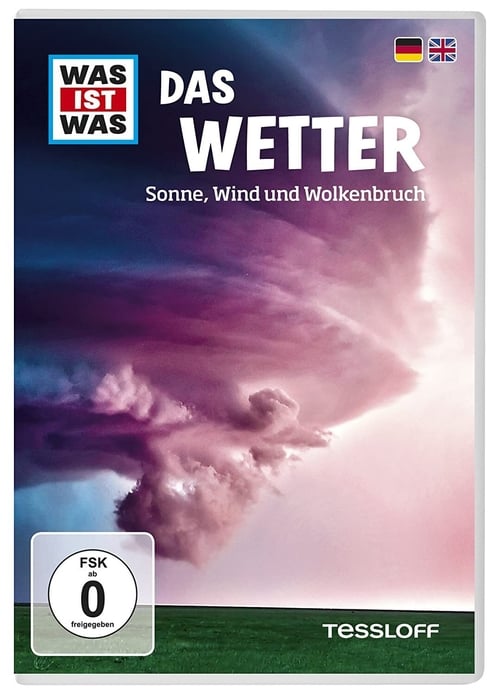 WAS
IST
WAS
DAS
WETTER
Sonne, Wind und Wolkenbruch
FSK
ab
0
freigegeben
TESSLOFF